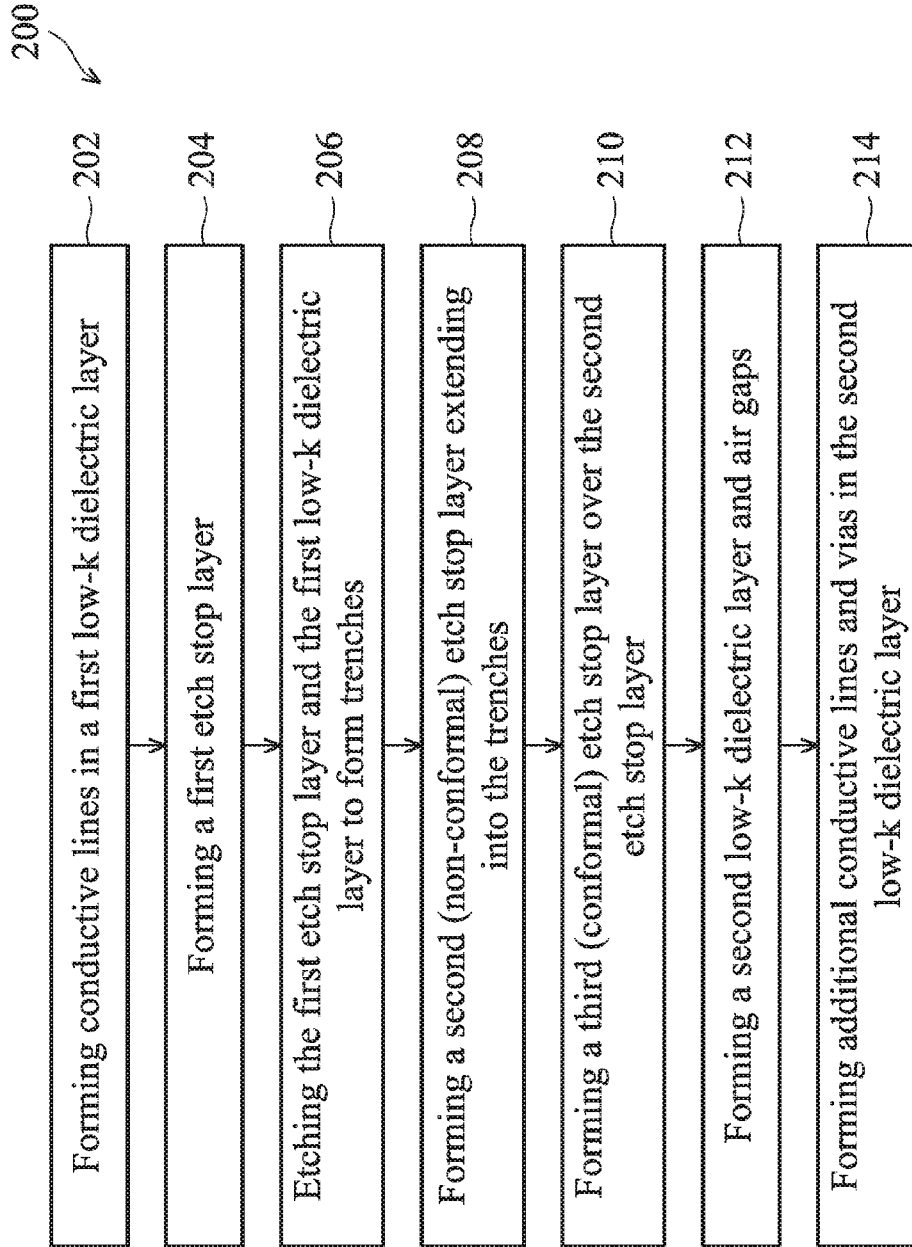 200
Forming conductive lines in a first low-k dielectric layer
202
Forming a first etch stop layer
204
Etching the first etch stop layer and the first low-k dielectric
layer to form trenches
206
Forming a second (non-conformal) etch stop layer extending
into the trenches
208
Forming a third (conformal) etch stop layer over the second
etch stop layer
210
Forming a second low-k dielectric layer and air gaps
212
Forming additional conductive lines and vias in the second
low-k dielectric layer
214